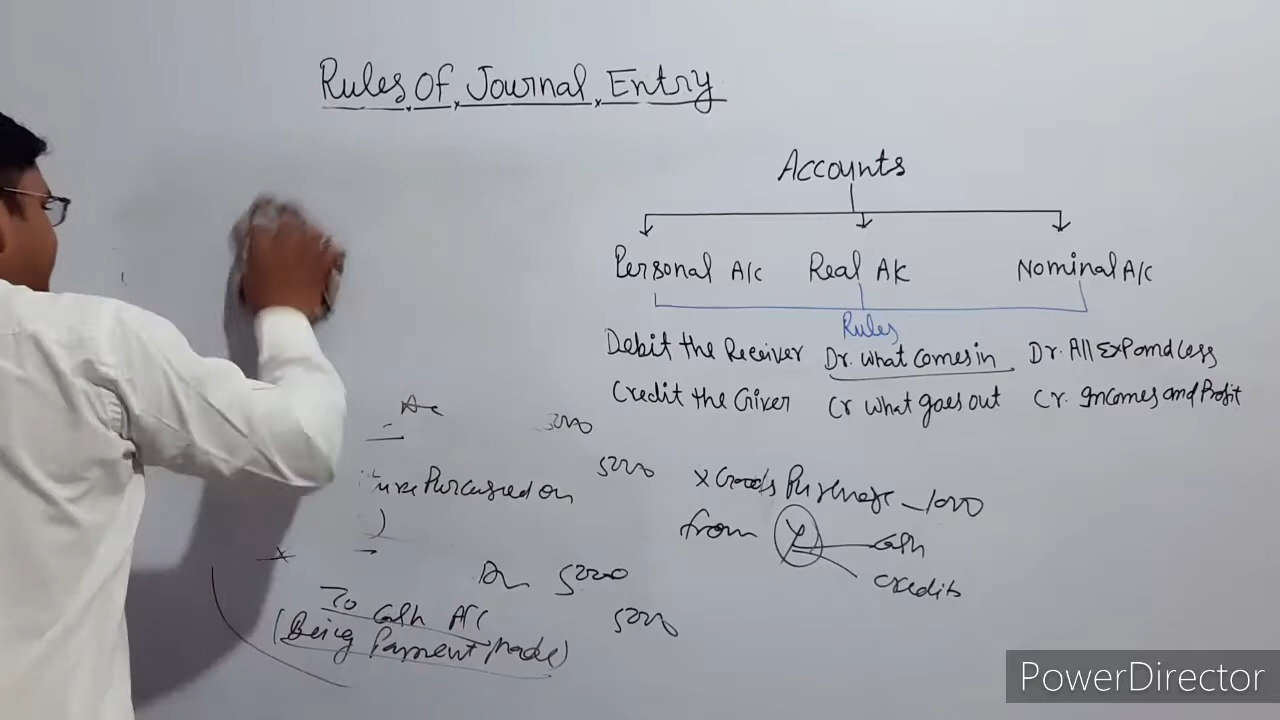 Rules Of Journal Entry
Accounts
Personal A/c Real A/c Nominal A/c
Rules
Debit the Receiver Dr. what comes in Dr. All Exp and Loss
Credit the Giver Cr what goes out Cr. Incomes and Profit
5000
5000
Purchased on
)
x Goods Purchase - 1000
from Y cash
credit
x
Dr 5000
To Cash A/c 5000
(Being Payment made)
PowerDirector